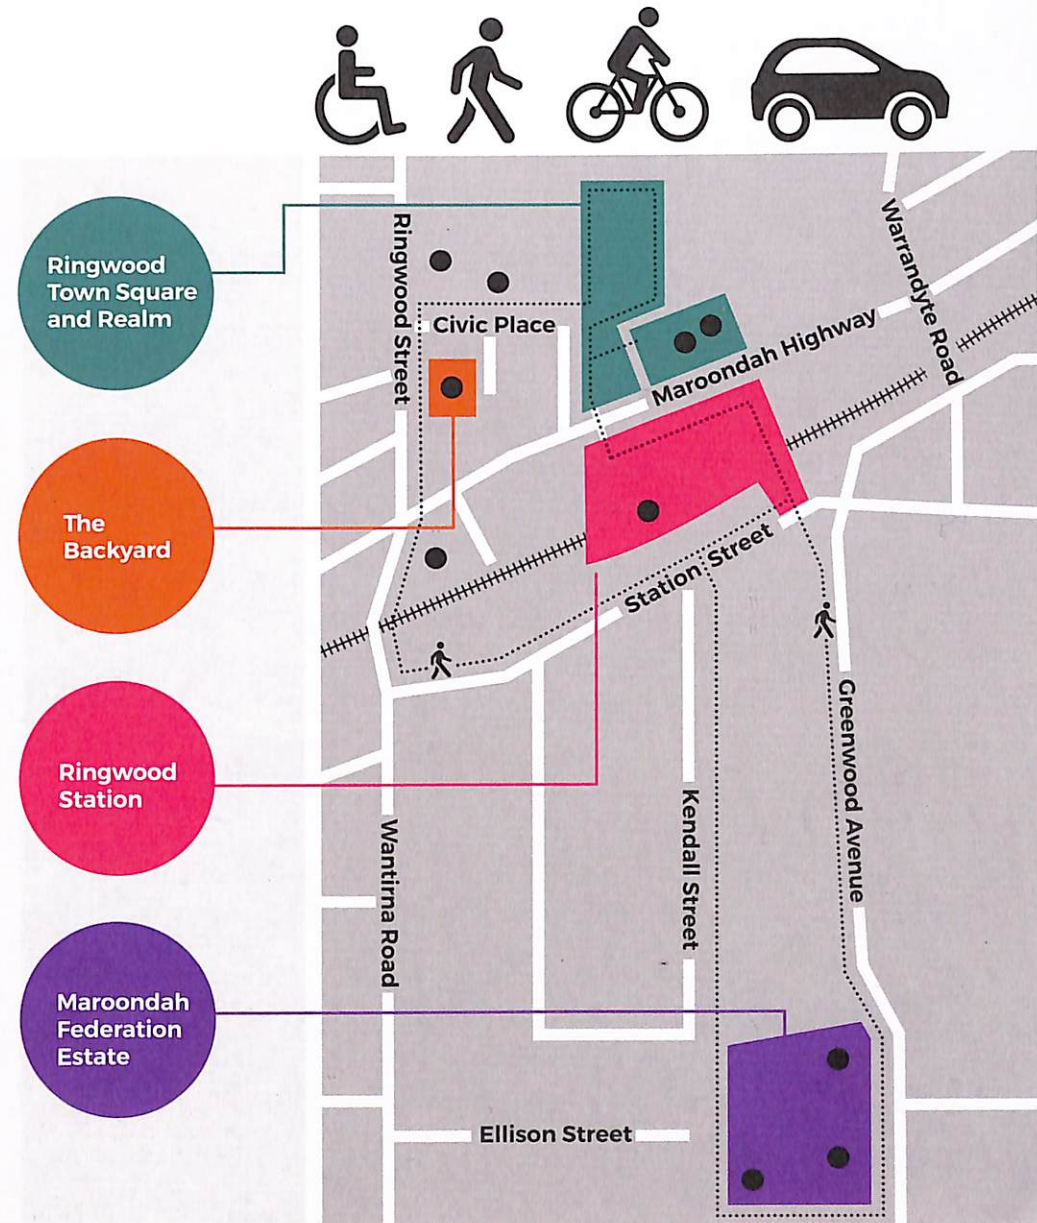 Ringwood
Town Square
and Realm
The
Backyard
Ringwood
Station
Maroondah
Federation
Estate
Ringwood Street
Civic Place
Maroondah Highway
Warrandyte Road
Station Street
Kendall Street
Greenwood Avenue
Wantirna Road
Ellison Street